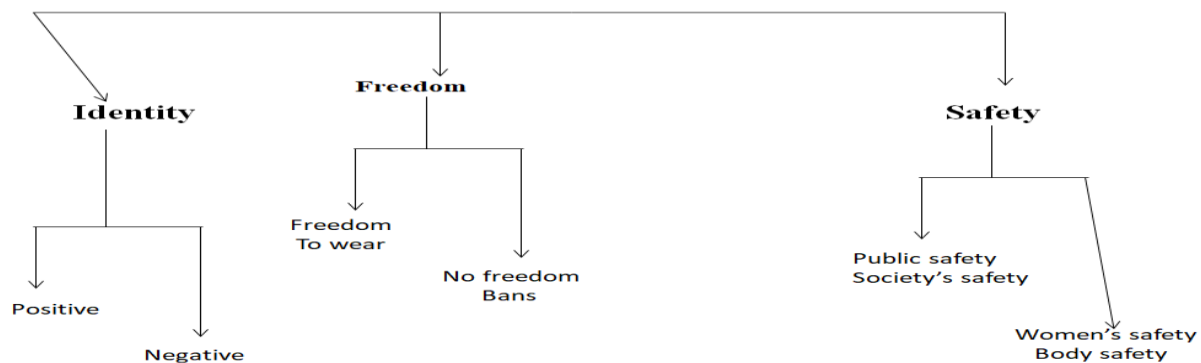 Identity
Freedom
Safety
Positive
Negative
Freedom
To wear
No freedom
Bans
Public safety
Society's safety
Women's safety
Body safety